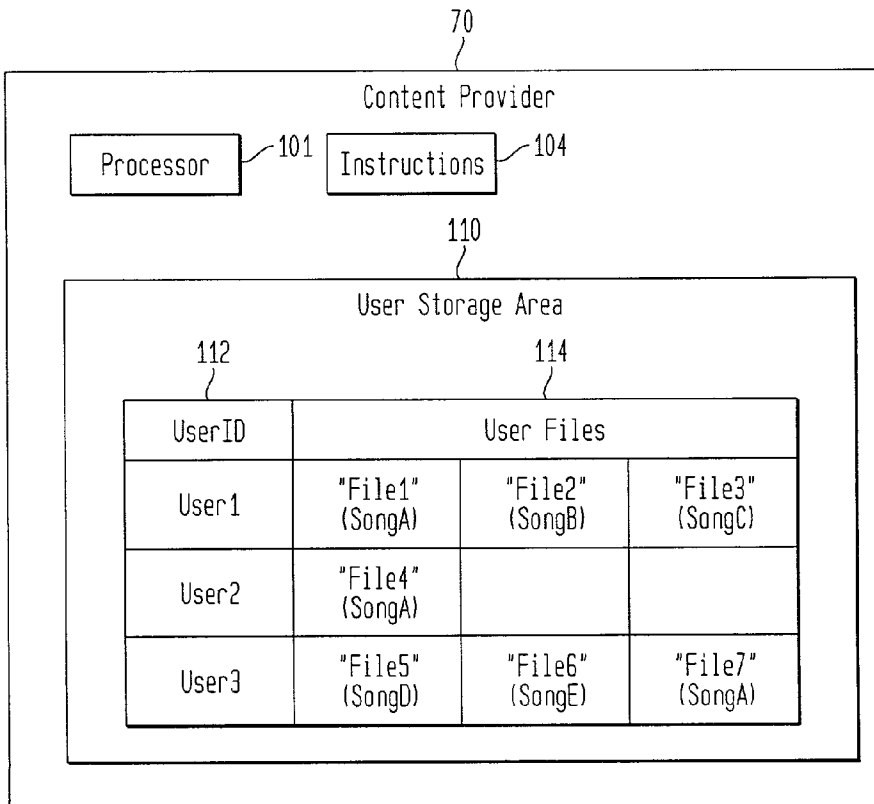 70
Content Provider
Processor
101
Instructions
104
110
User Storage Area
112
114
UserID
User Files
User1
"File1"
(SongA)
"File2"
(SongB)
"File3"
(SongC)
User2
"File4"
(SongA)
User3
"File5"
(SongD)
"File6"
(SongE)
"File7"
(SongA)